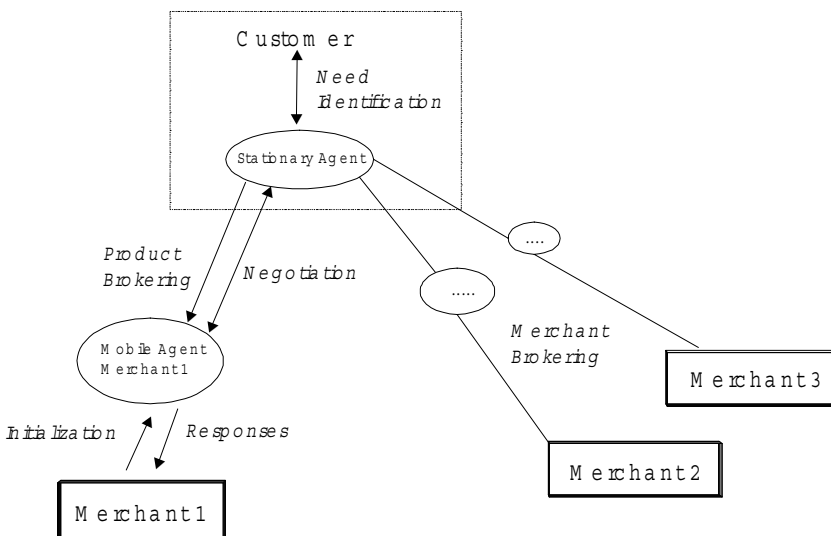 Customer
Need
Identification
Stationary Agent
....
Product
Brokering
Negotiation
.....
Merchant
Brokering
Mobile Agent
Merchant1
Merchant3
Initialization
Responses
Merchant2
Merchant1